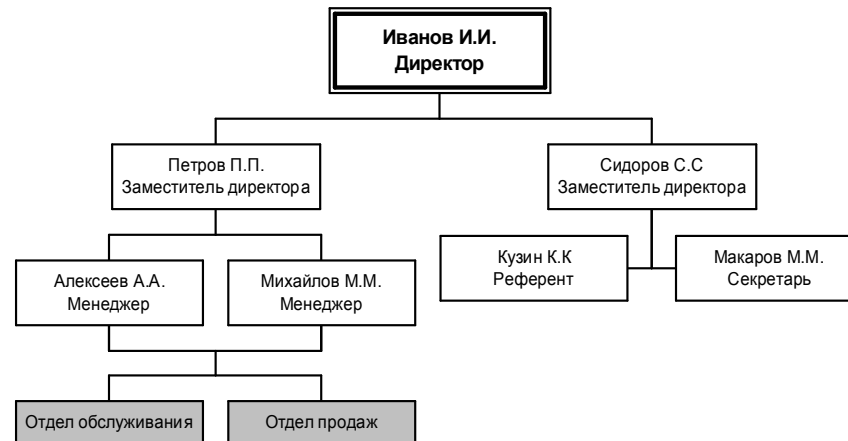 Иванов И.И.
Директор
Петров П.П.
Заместитель директора
Сидоров С.С
Заместитель директора
Алексеев А.А.
Менеджер
Михайлов М.М.
Менеджер
Кузин К.К
Референт
Макаров М.М.
Секретарь
Отдел обслуживания
Отдел продаж